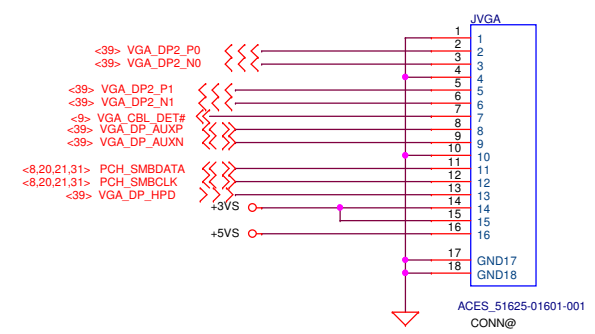 JVGA
1 1
<39> VGA_DP2_P0 2 2
<39> VGA_DP2_N0 3 3
4 4
<39> VGA_DP2_P1 5 5
<39> VGA_DP2_N1 6 6
<9> VGA_CBL_DET# 7 7
<39> VGA_DP_AUXP 8 8
<39> VGA_DP_AUXN 9 9
10 10
<8,20,21,31> PCH_SMBDATA 11 11
<8,20,21,31> PCH_SMBCLK 12 12
<39> VGA_DP_HPD 13 13
+3VS 14 14
15 15
+5VS 16 16
17 GND17
18 GND18
ACES_51625-01601-001
CONN@